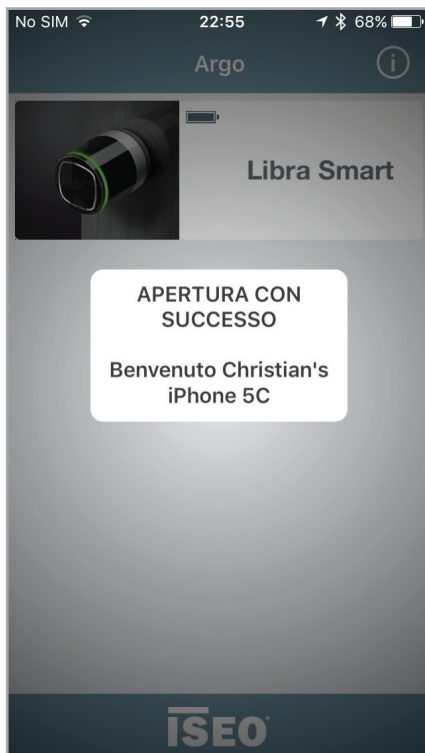 No SIM 22:55 68%
Argo
Libra Smart
APERTURA CON
SUCCESSO
Benvenuto Christian's
iPhone 5C
ISEO